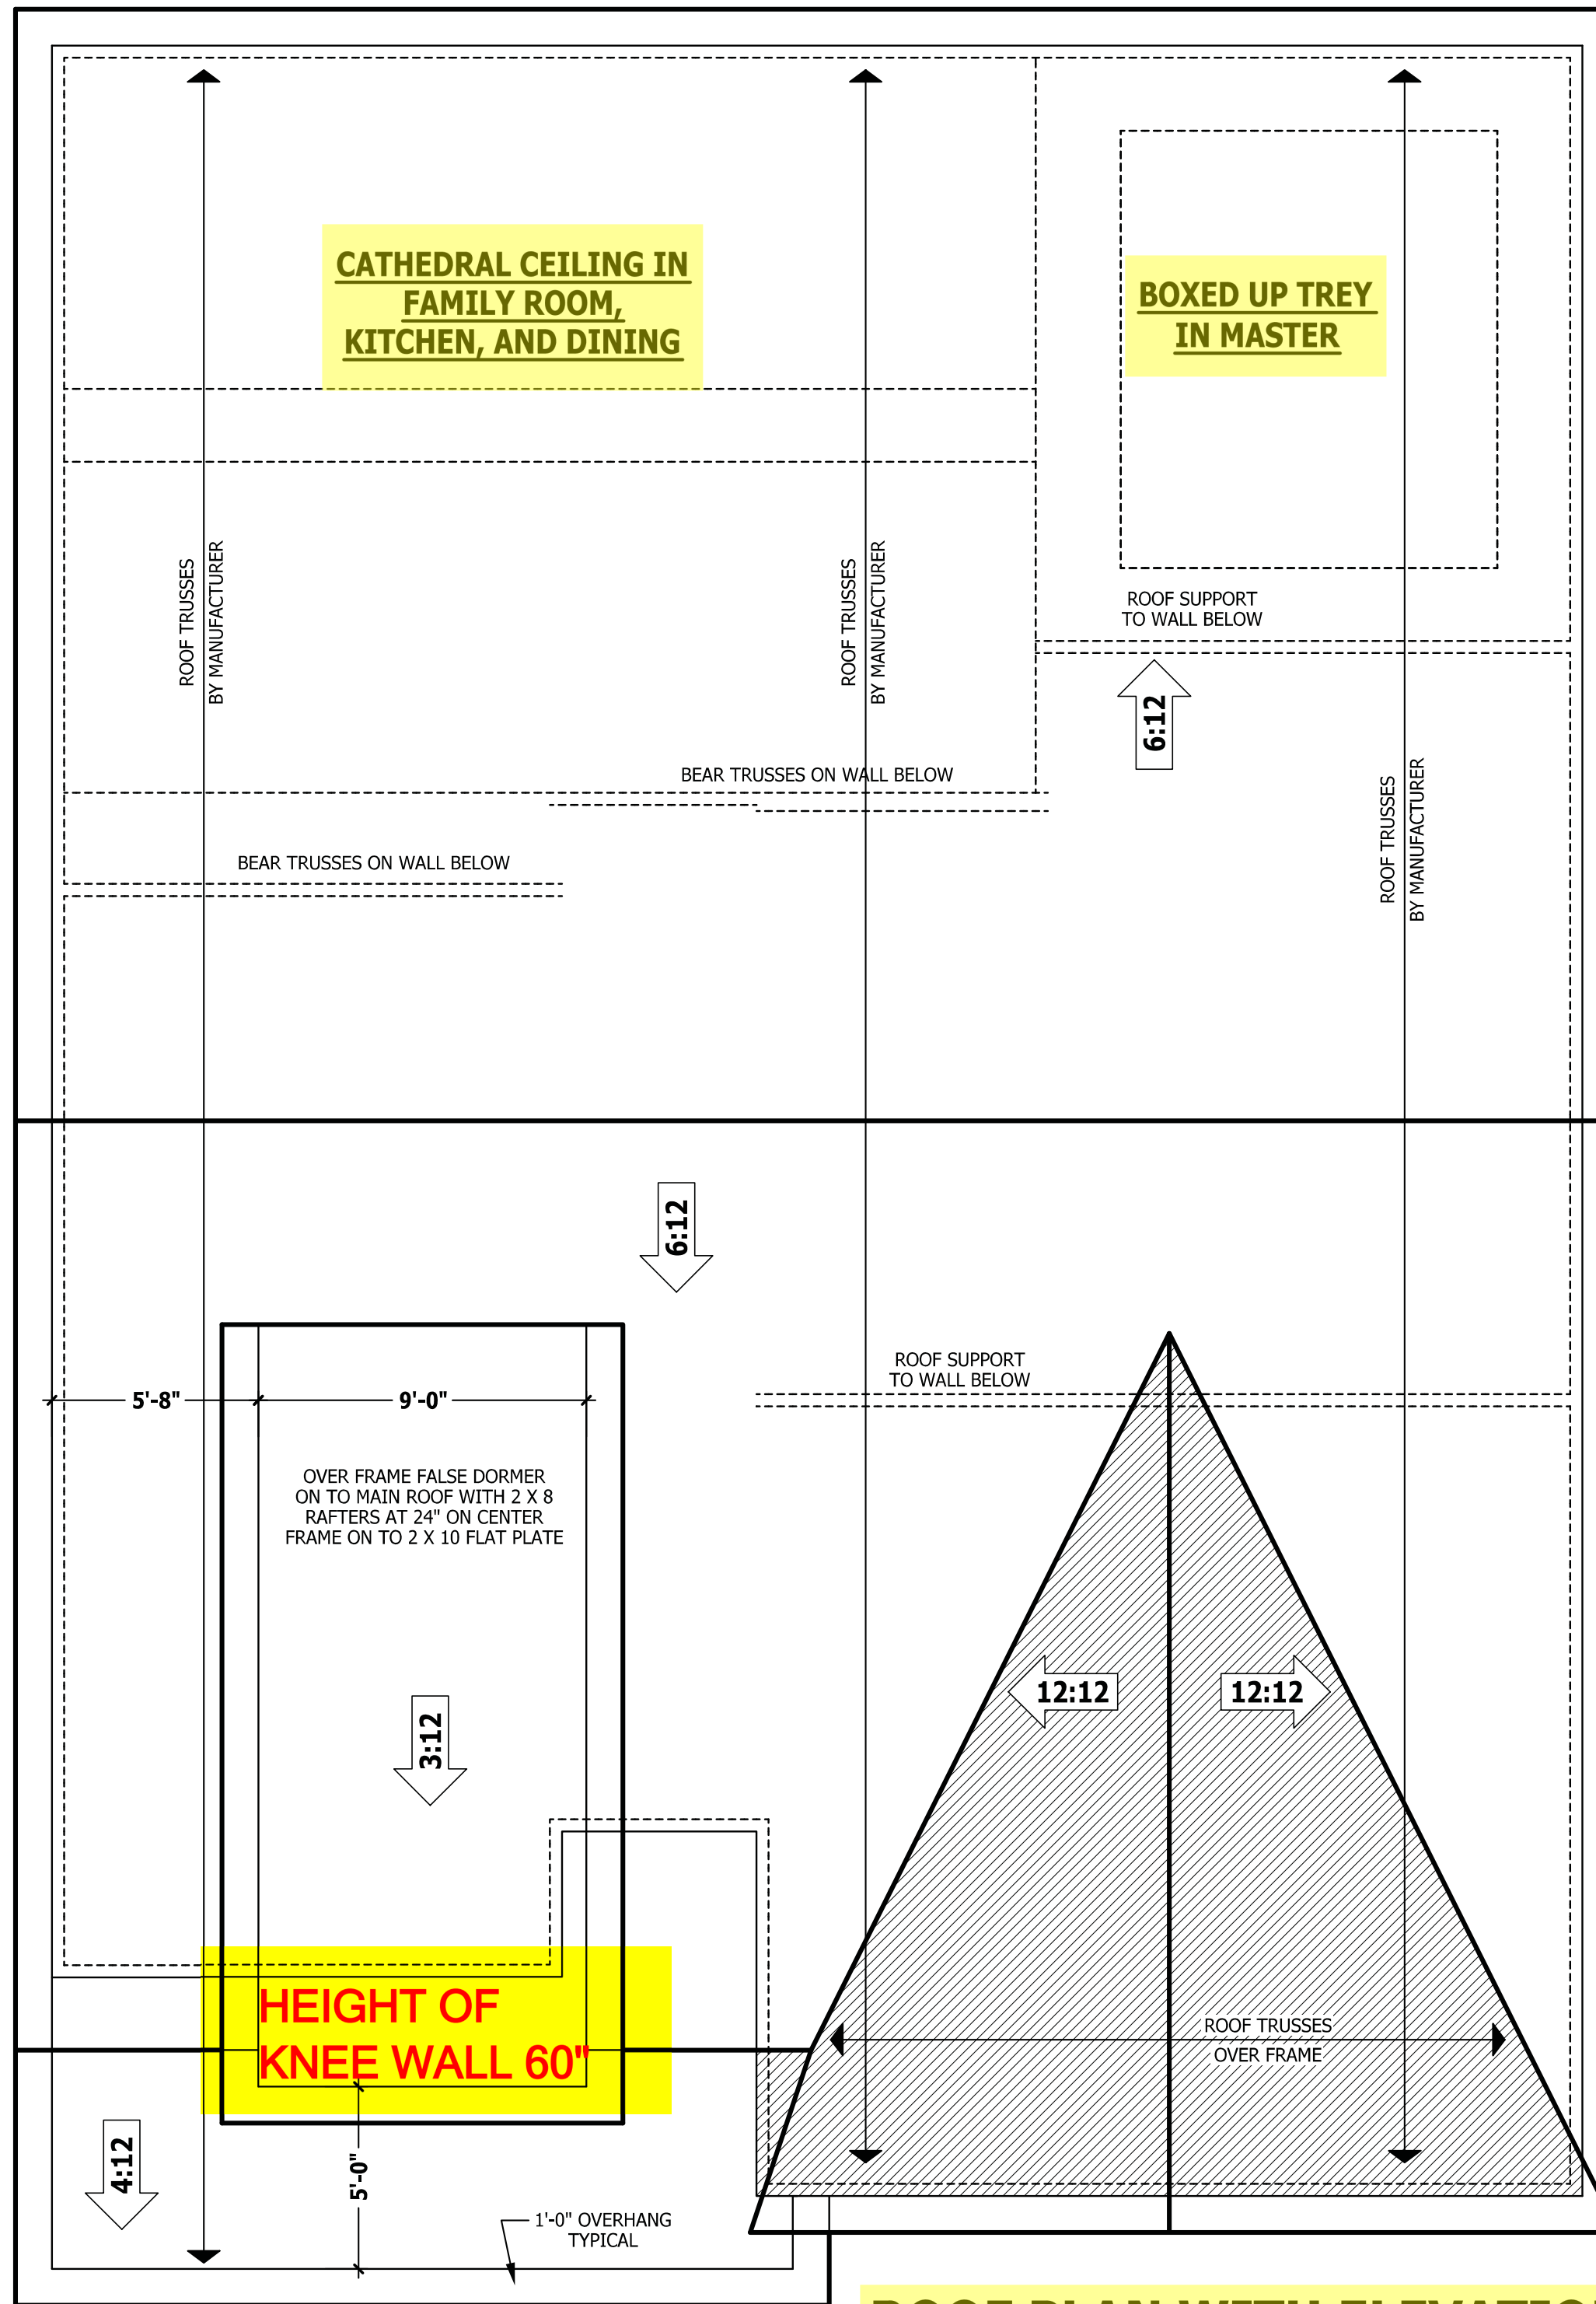 CATHEDRAL CEILING IN
FAMILY ROOM,
KITCHEN, AND DINING
BOXED UP TREY
IN MASTER
ROOF TRUSSES
BY MANUFACTURER
ROOF TRUSSES
BY MANUFACTURER
ROOF SUPPORT
TO WALL BELOW
6:12
BEAR TRUSSES ON WALL BELOW
ROOF TRUSSES
BY MANUFACTURER
BEAR TRUSSES ON WALL BELOW
6:12
ROOF SUPPORT
TO WALL BELOW
5'-8"
9'-0"
OVER FRAME FALSE DORMER
ON TO MAIN ROOF WITH 2 X 8
RAFTERS AT 24" ON CENTER
FRAME ON TO 2 X 10 FLAT PLATE
12:12
12:12
3:12
HEIGHT OF
KNEE WALL 60"
ROOF TRUSSES
OVER FRAME
4:12
5'-0"
1'-0" OVERHANG
TYPICAL
ROOF PLAN WITH